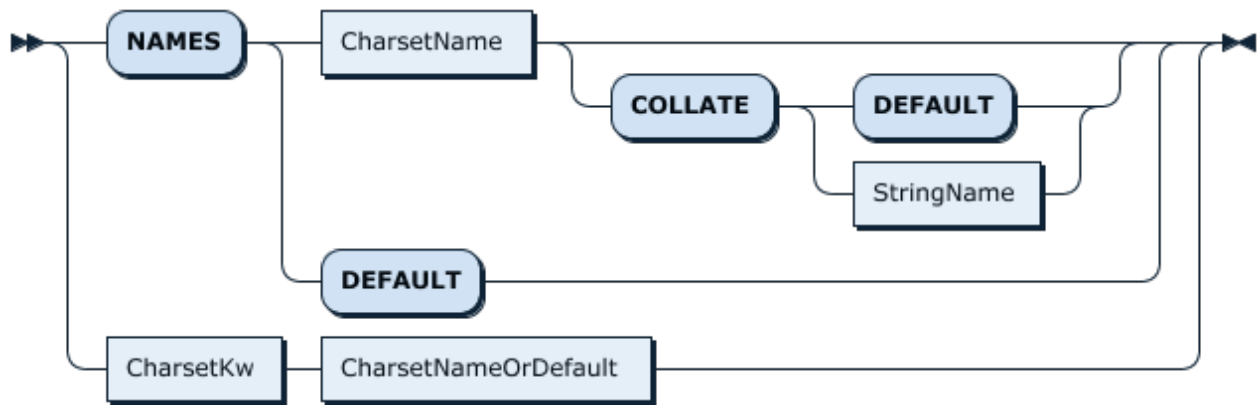 NAMES CharsetName
COLLATE DEFAULT
StringName
DEFAULT
CharsetKw CharsetNameOrDefault